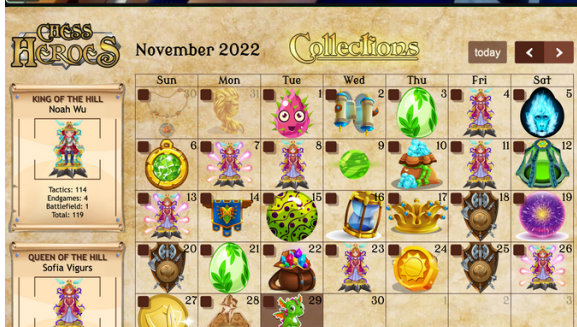 CHESS
HEROES
November 2022
Collections
today
< >
Sun Mon Tue Wed Thu Fri Sat
30 31 1 2 3 4 5
6 7 8 9 10 11 12
13 14 15 16 17 18 19
20 21 22 23 24 25 26
27 28 29 30 1 2 3
KING OF THE HILL
Noah Wu
Tactics: 114
Endgames: 4
Battlefield: 1
Total: 119
QUEEN OF THE HILL
Sofia Vigurs